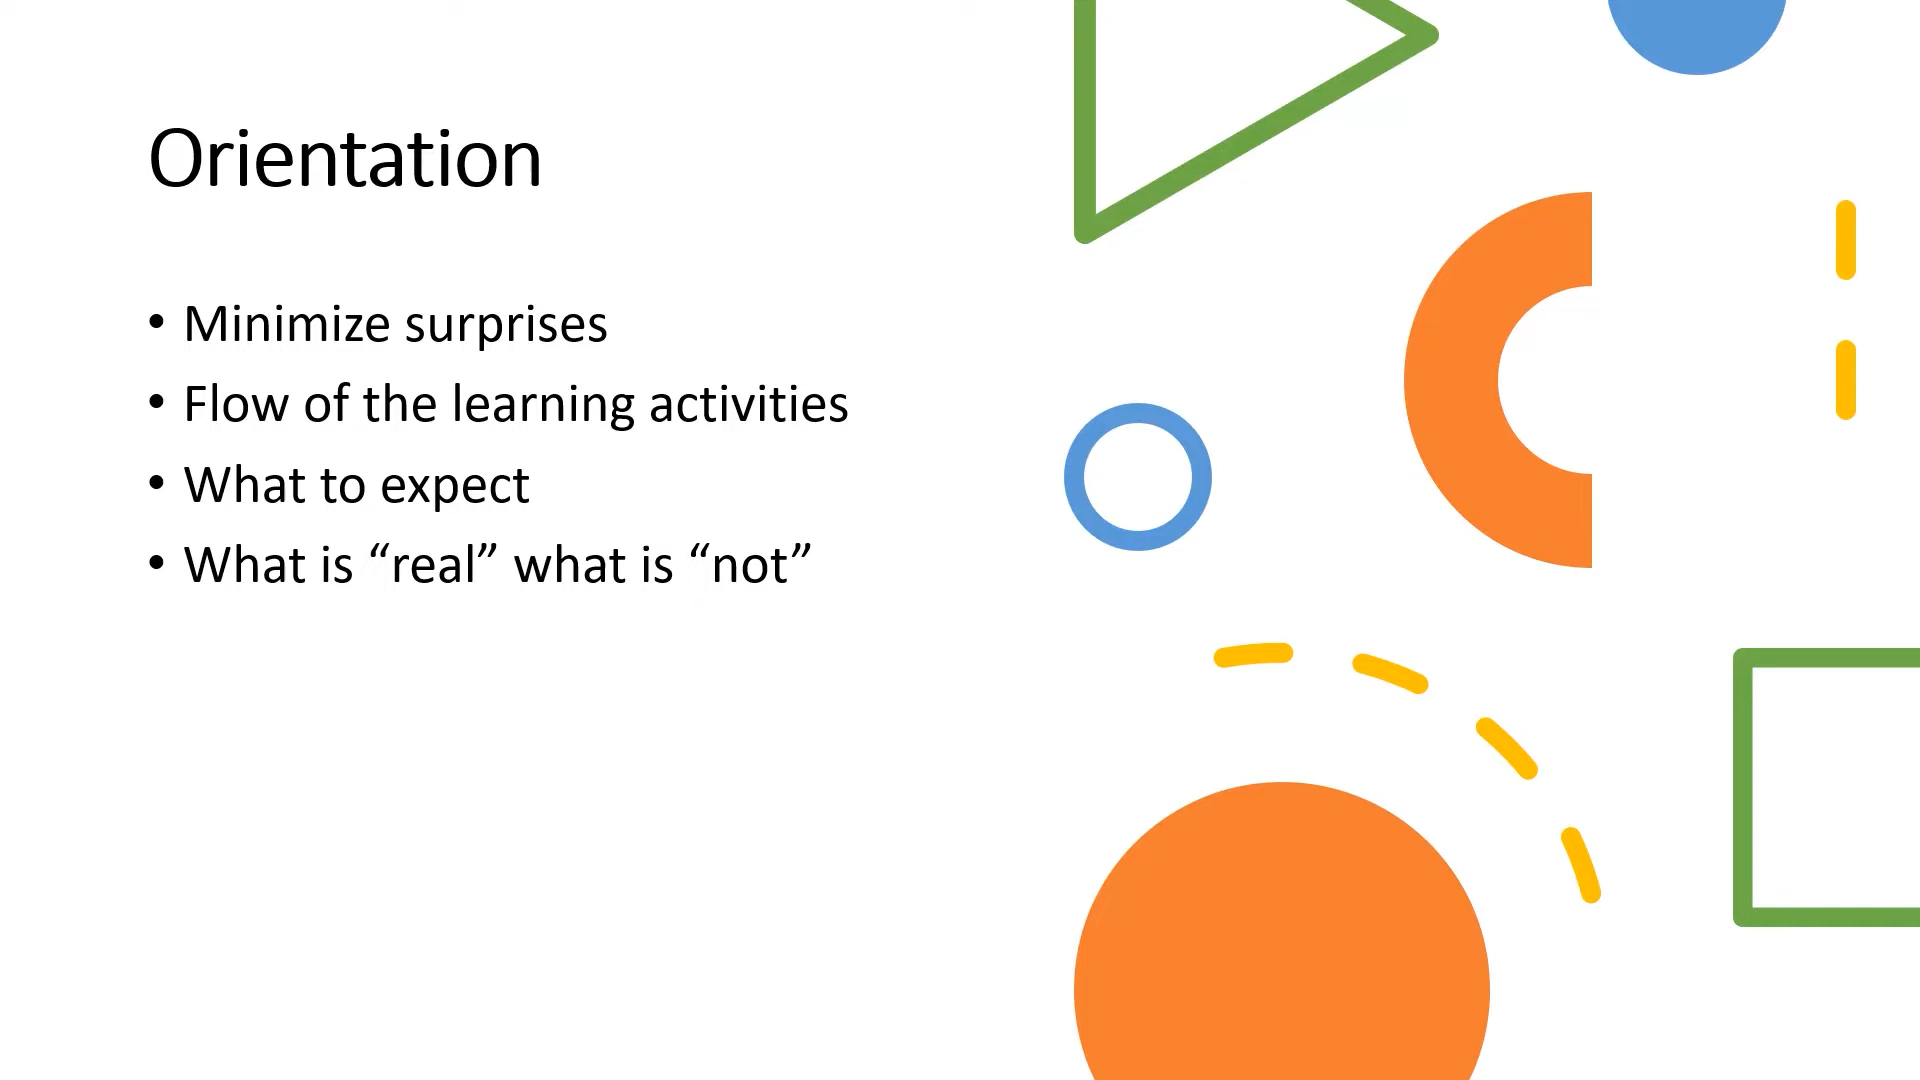 Orientation
• Minimize surprises
• Flow of the learning activities
• What to expect
• What is “real” what is “not”